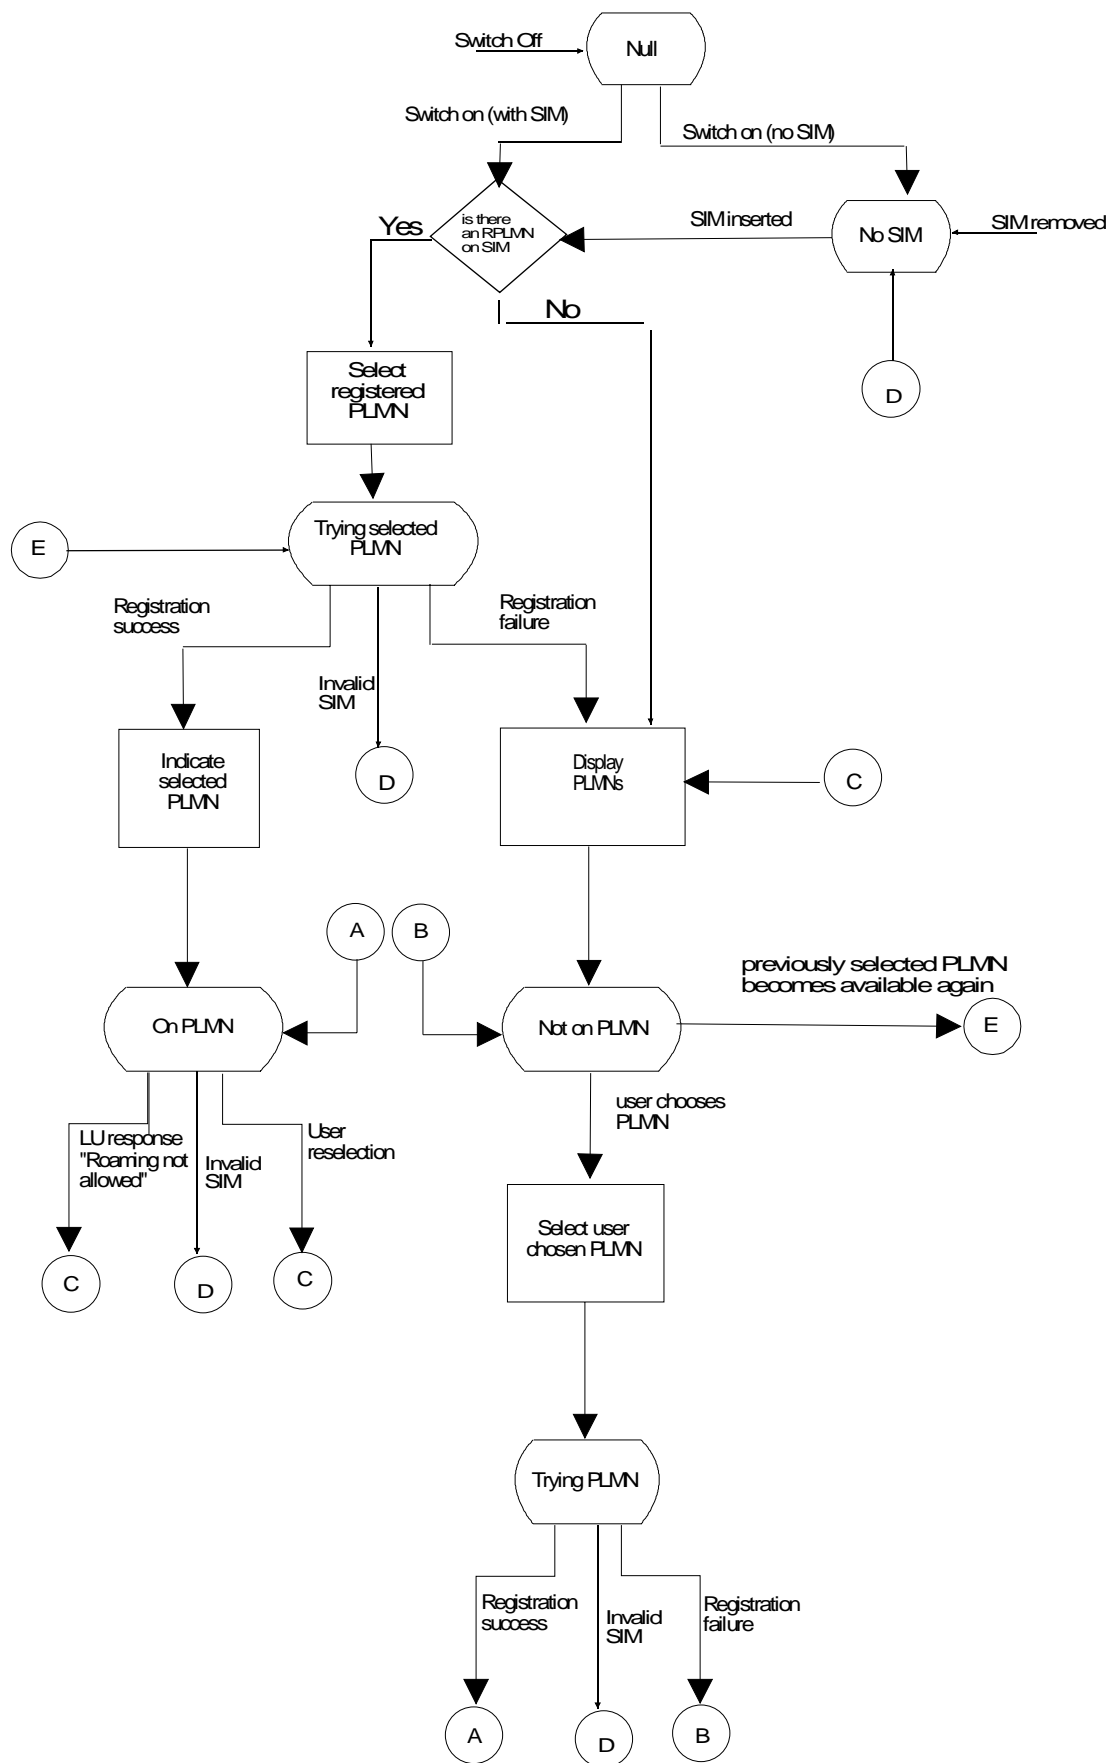 Switch Off
Null
Switch on (with SIM)
Switch on (no SIM)
Yes
is there
an RPLMN
on SIM
SIM inserted
No SIM
SIM removed
No
D
Select
registered
PLMN
E
Trying selected
PLMN
Registration
success
Invalid
SIM
Registration
failure
Indicate
selected
PLMN
D
Display
PLMNs
C
A
B
previously selected PLMN
becomes available again
On PLMN
Not on PLMN
E
LU response
"Roaming not
allowed"
Invalid
SIM
User
reselection
user chooses
PLMN
C
D
C
Select user
chosen PLMN
Trying PLMN
Registration
success
Invalid
SIM
Registration
failure
A
D
B